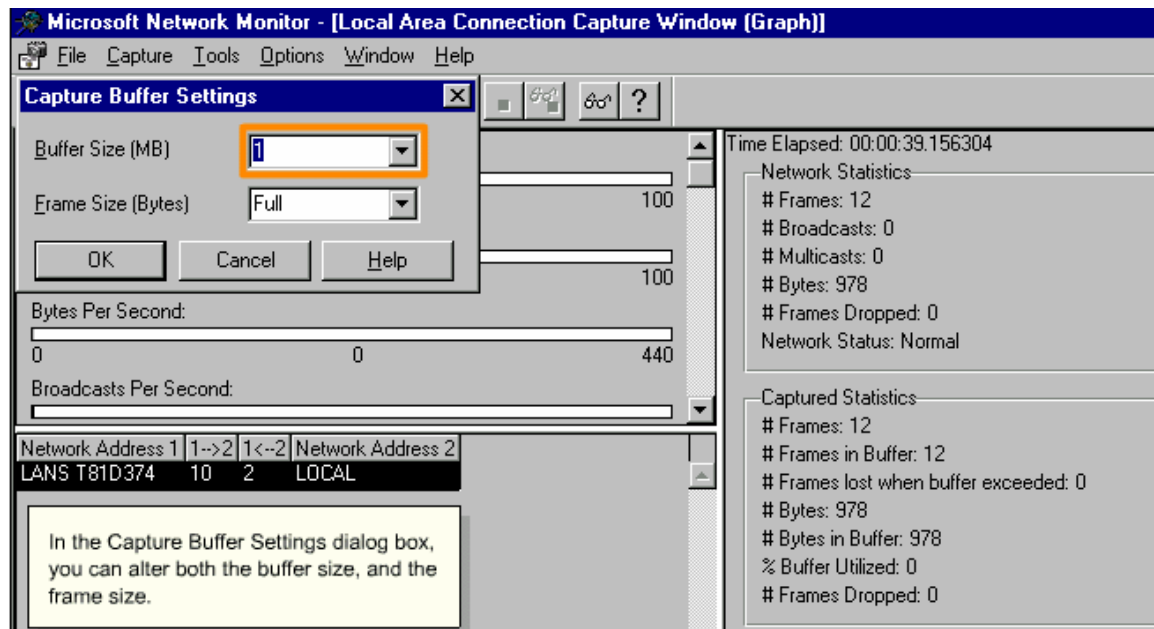 Microsoft Network Monitor - [Local Area Connection Capture Window (Graph)]
File Capture Tools Options Window Help
Capture Buffer Settings
Buffer Size (MB) 1
Frame Size (Bytes) Full
OK Cancel Help
?
100
100
Bytes Per Second:
0 0 440
Broadcasts Per Second:
Network Address 1 1-->2 1<--2 Network Address 2
LANS T81D374 10 2 LOCAL
In the Capture Buffer Settings dialog box,
you can alter both the buffer size, and the
frame size.
Time Elapsed: 00:00:39.156304
Network Statistics
# Frames: 12
# Broadcasts: 0
# Multicasts: 0
# Bytes: 978
# Frames Dropped: 0
Network Status: Normal
Captured Statistics
# Frames: 12
# Frames in Buffer: 12
# Frames lost when buffer exceeded: 0
# Bytes: 978
# Bytes in Buffer: 978
% Buffer Utilized: 0
# Frames Dropped: 0